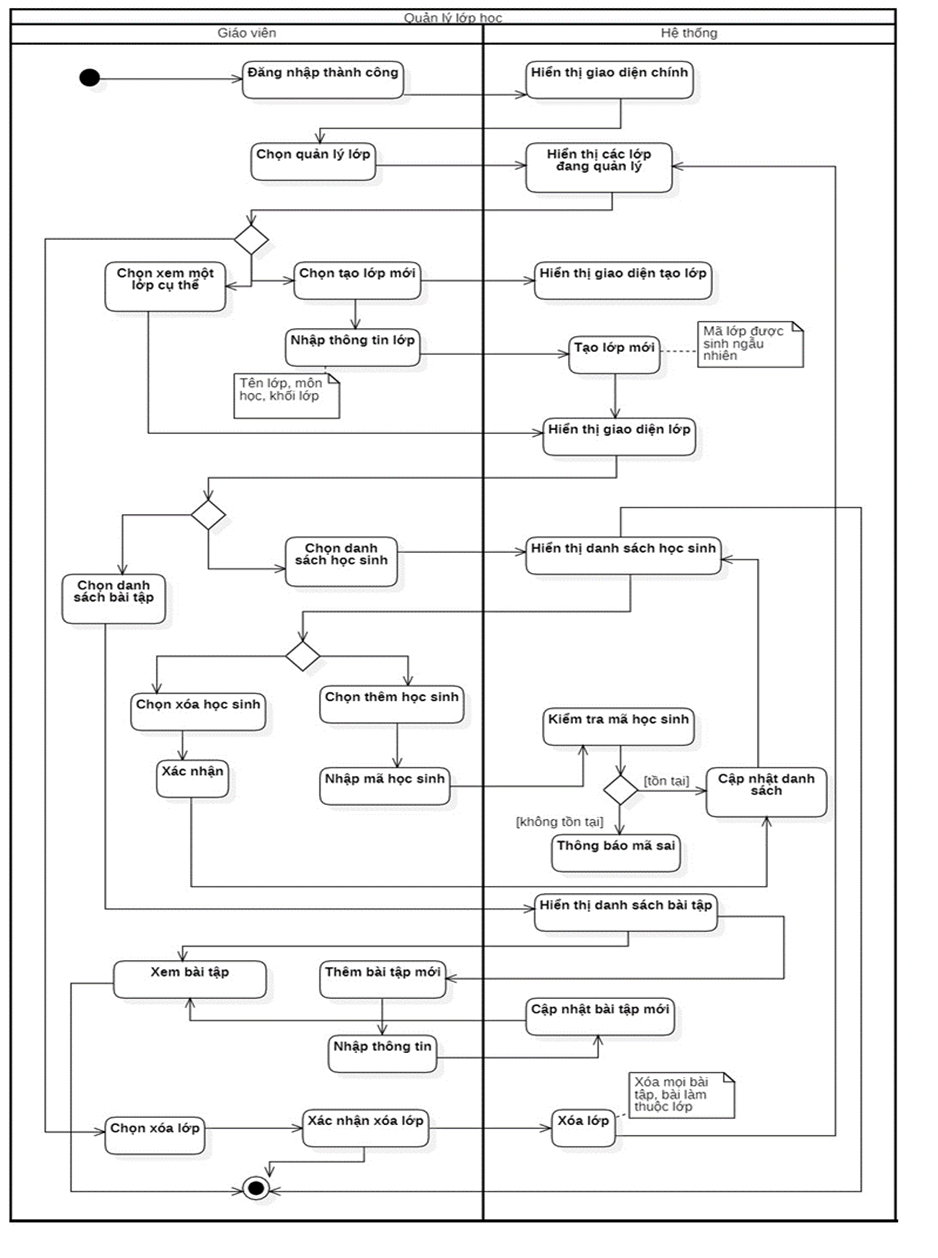 Quản lý lớp học
Giáo viên
Hệ thống
Đăng nhập thành công
Hiển thị giao diện chính
Chọn quản lý lớp
Hiển thị các lớp
đang quản lý
Chọn xem một
lớp cụ thể
Chọn tạo lớp mới
Hiển thị giao diện tạo lớp
Nhập thông tin lớp
Tạo lớp mới
Mã lớp được
sinh ngẫu
nhiên
Tên lớp, môn
học, khối lớp
Hiển thị giao diện lớp
Chọn danh
sách học sinh
Hiển thị danh sách học sinh
Chọn danh
sách bài tập
Chọn xóa học sinh
Chọn thêm học sinh
Kiểm tra mã học sinh
Xác nhận
Nhập mã học sinh
[tồn tại]
Cập nhật danh
sách
[không tồn tại]
Thông báo mã sai
Hiển thị danh sách bài tập
Xem bài tập
Thêm bài tập mới
Cập nhật bài tập mới
Nhập thông tin
Xóa mọi bài
tập, bài làm
thuộc lớp
Chọn xóa lớp
Xác nhận xóa lớp
Xóa lớp